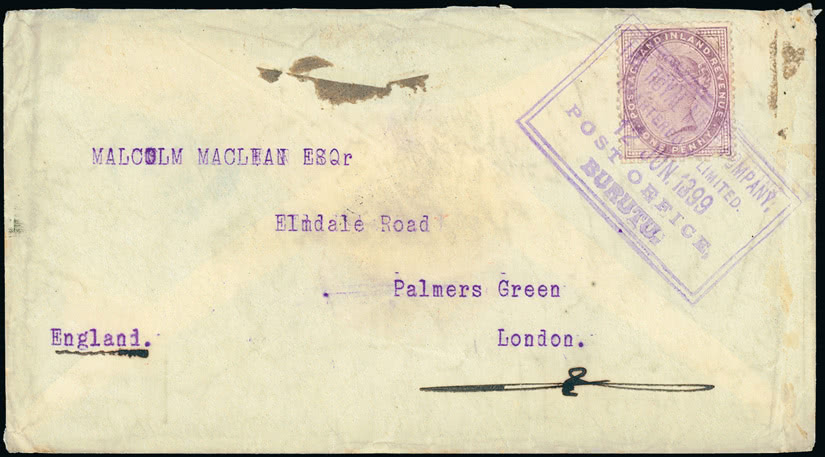 POSTAGE AND INLAND REVENUE
ONE PENNY
COMPANY,
LIMITED.
12 JUN. 1899
POST OFFICE,
BURUTU.
MALCOLM MACLEAN ESQr
Elmdale Road
Palmers Green
England.
London.